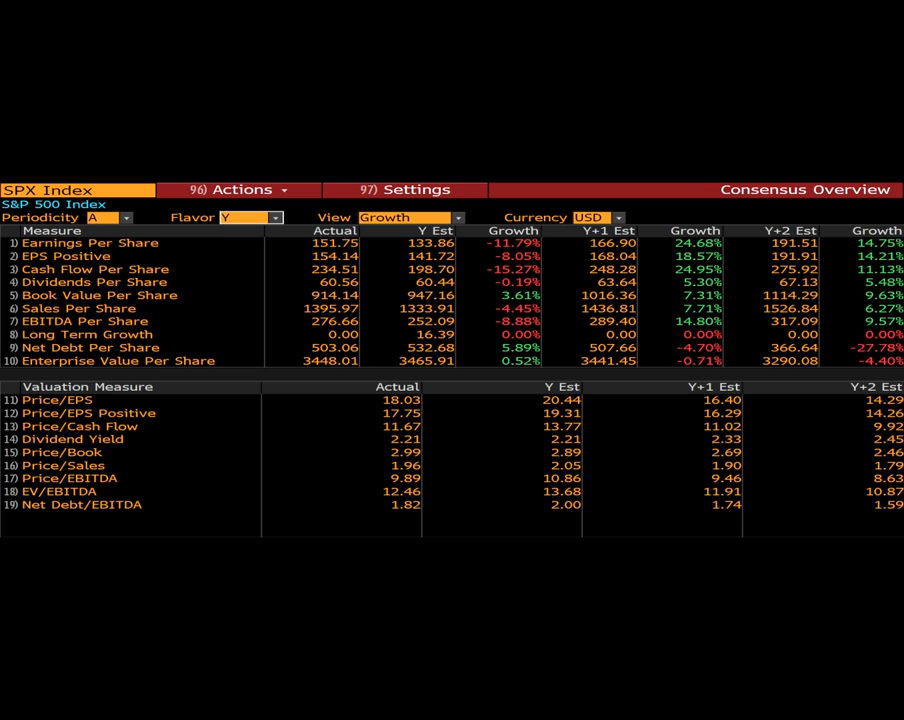 SPX Index 96) Actions 97) Settings Consensus Overview
S&P 500 Index
Periodicity A Flavor Y View Growth Currency USD
Measure Actual Y Est Growth Y+1 Est Growth Y+2 Est Growth
1) Earnings Per Share 151.75 133.86 -11.79% 166.90 24.68% 191.51 14.75%
2) EPS Positive 154.14 141.72 -8.05% 168.04 18.57% 191.91 14.21%
3) Cash Flow Per Share 234.51 198.70 -15.27% 248.28 24.95% 275.92 11.13%
4) Dividends Per Share 60.56 60.44 -0.19% 63.64 5.30% 67.13 5.48%
5) Book Value Per Share 914.14 947.16 3.61% 1016.36 7.31% 1114.29 9.63%
6) Sales Per Share 1395.97 1333.91 -4.45% 1436.81 7.71% 1526.84 6.27%
7) EBITDA Per Share 276.66 252.09 -8.88% 289.40 14.80% 317.09 9.57%
8) Long Term Growth 0.00 16.39 0.00% 0.00 0.00% 0.00 0.00%
9) Net Debt Per Share 503.06 532.68 5.89% 507.66 -4.70% 366.64 -27.78%
10) Enterprise Value Per Share 3448.01 3465.91 0.52% 3441.45 -0.71% 3290.08 -4.40%
Valuation Measure Actual Y Est Y+1 Est Y+2 Est
11) Price/EPS 18.03 20.44 16.40 14.29
12) Price/EPS Positive 17.75 19.31 16.29 14.26
13) Price/Cash Flow 11.67 13.77 11.02 9.92
14) Dividend Yield 2.21 2.21 2.33 2.45
15) Price/Book 2.99 2.89 2.69 2.46
16) Price/Sales 1.96 2.05 1.90 1.79
17) Price/EBITDA 9.89 10.86 9.46 8.63
18) EV/EBITDA 12.46 13.68 11.91 10.87
19) Net Debt/EBITDA 1.82 2.00 1.74 1.59